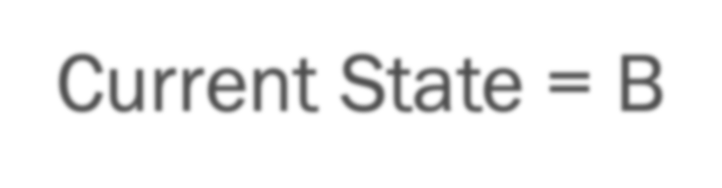 Current State = B